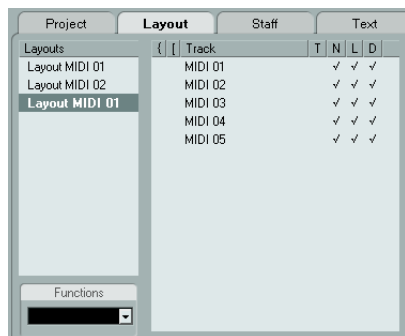 Project Layout Staff Text
Layouts
Layout MIDI 01
Layout MIDI 02
Layout MIDI 01
{ [ Track T N L D
MIDI 01 √ √ √
MIDI 02 √ √ √
MIDI 03 √ √ √
MIDI 04 √ √ √
MIDI 05 √ √ √
Functions